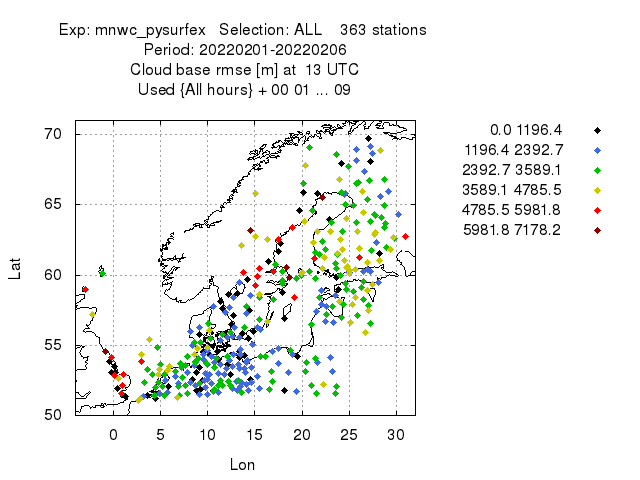 Exp: mnwc_pysurfex Selection: ALL 363 stations
Period: 20220201-20220206
Cloud base rmse [m] at 13 UTC
Used {All hours} + 00 01 ... 09
70
65
60
55
50
Lat
0 5 10 15 20 25 30
Lon
0.0 1196.4
1196.4 2392.7
2392.7 3589.1
3589.1 4785.5
4785.5 5981.8
5981.8 7178.2